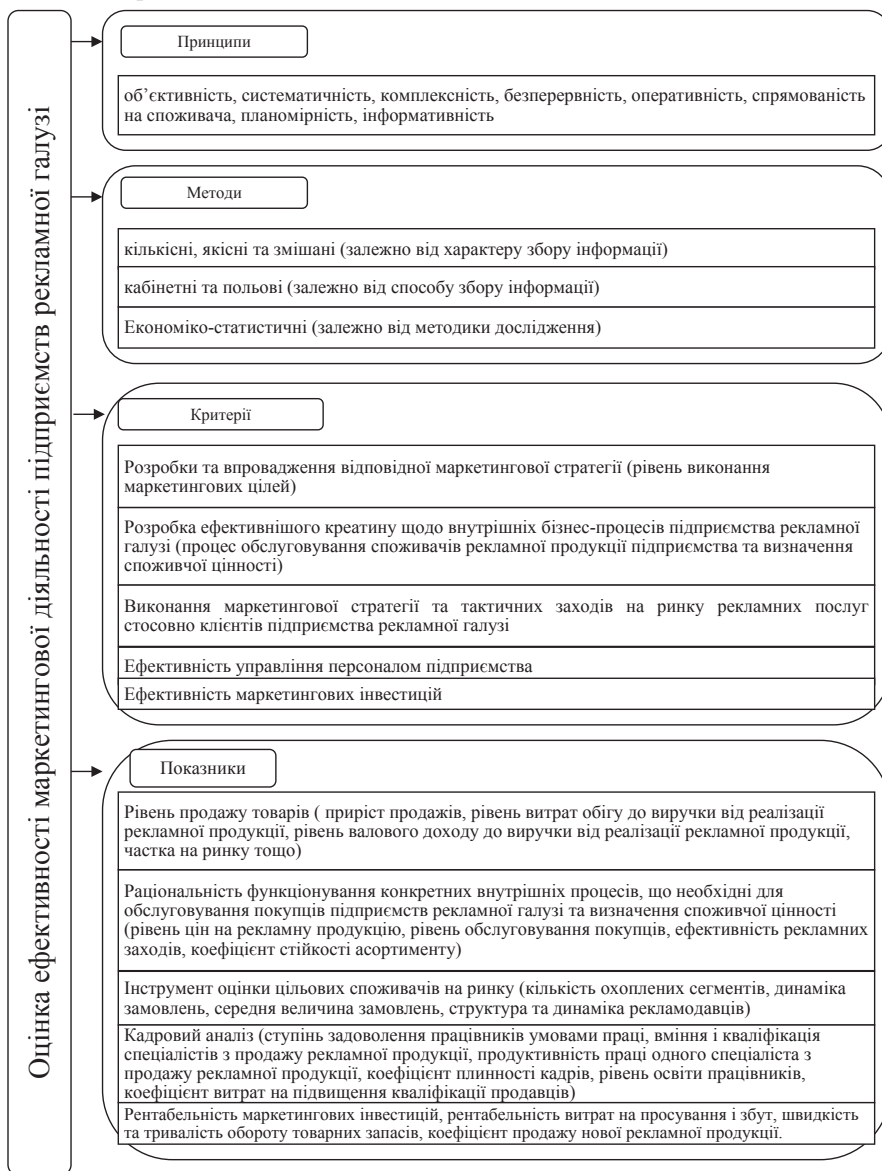 Оцінка ефективності маркетингової діяльності підприємств рекламної галузі
Принципи
об’єктивність, систематичність, комплексність, безперервність, оперативність, спрямованість
на споживача, планомірність, інформативність
Методи
кількісні, якісні та змішані (залежно від характеру збору інформації)
кабінетні та польові (залежно від способу збору інформації)
Економіко-статистичні (залежно від методики дослідження)
Критерії
Розробки та впровадження відповідної маркетингової стратегії (рівень виконання
маркетингових цілей)
Розробка ефективнішого креатину щодо внутрішніх бізнес-процесів підприємства рекламної
галузі (процес обслуговування споживачів рекламної продукції підприємства та визначення
споживчої цінності)
Виконання маркетингової стратегії та тактичних заходів на ринку рекламних послуг
стосовно клієнтів підприємства рекламної галузі
Ефективність управління персоналом підприємства
Ефективність маркетингових інвестицій
Показники
Рівень продажу товарів ( приріст продажів, рівень витрат обігу до виручки від реалізації
рекламної продукції, рівень валового доходу до виручки від реалізації рекламної продукції,
частка на ринку тощо)
Раціональність функціонування конкретних внутрішніх процесів, що необхідні для
обслуговування покупців підприємств рекламної галузі та визначення споживчої цінності
(рівень цін на рекламну продукцію, рівень обслуговування покупців, ефективність рекламних
заходів, коефіцієнт стійкості асортименту)
Інструмент оцінки цільових споживачів на ринку (кількість охоплених сегментів, динаміка
замовлень, середня величина замовлень, структура та динаміка рекламодавців)
Кадровий аналіз (ступінь задоволення працівників умовами праці, вміння і кваліфікація
спеціалістів з продажу рекламної продукції, продуктивність праці одного спеціаліста з
продажу рекламної продукції, коефіцієнт плинності кадрів, рівень освіти працівників,
коефіцієнт витрат на підвищення кваліфікації продавців)
Рентабельність маркетингових інвестицій, рентабельність витрат на просування і збут, швидкість
та тривалість обороту товарних запасів, коефіцієнт продажу нової рекламної продукції.